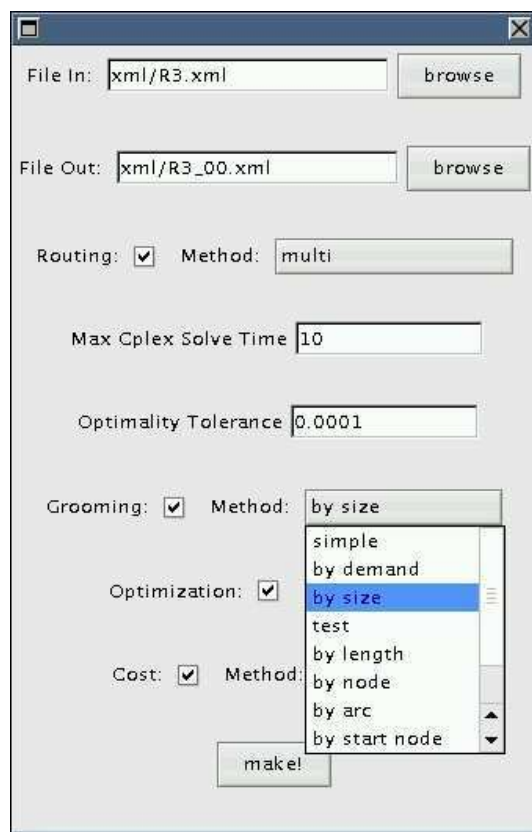 File In: xml/R3.xml browse
File Out: xml/R3_00.xml browse
Routing: Method: multi
Max Cplex Solve Time 10
Optimality Tolerance 0.0001
Grooming: Method: by size
simple
by demand
Optimization: by size
test
by length
Cost: Method: by node
by arc
by start node
make!